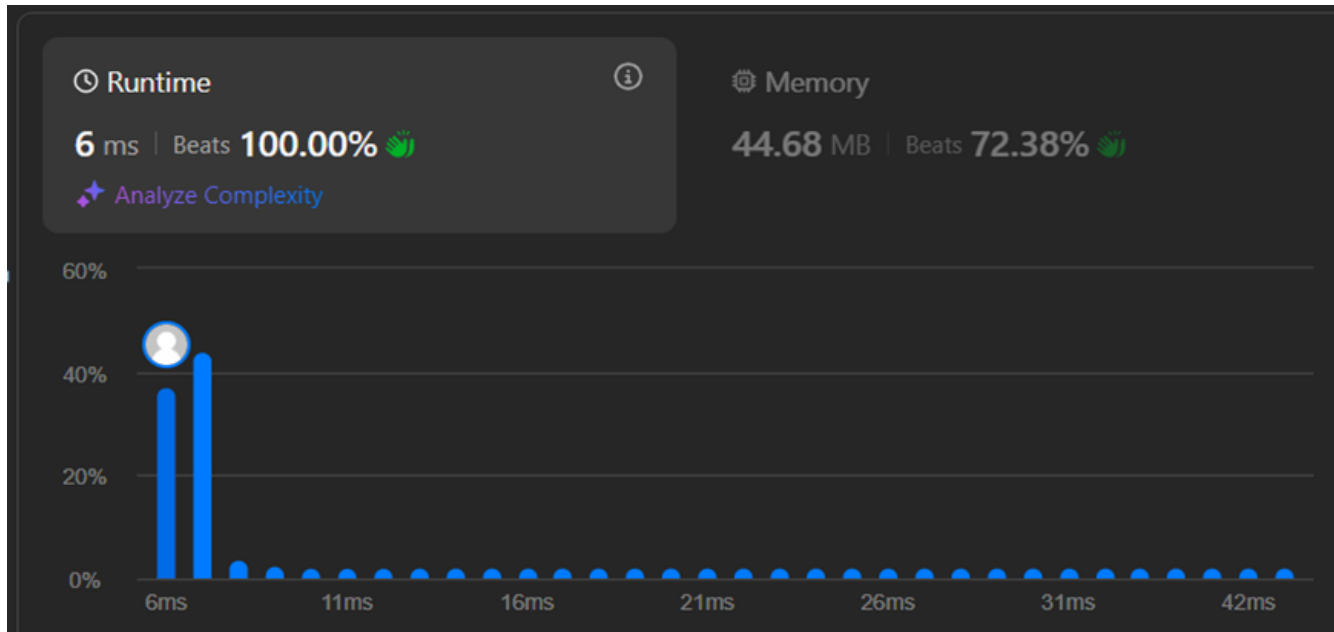 Runtime
6 ms | Beats 100.00%
Analyze Complexity
Memory
44.68 MB | Beats 72.38%
60%
40%
20%
0%
6ms 11ms 16ms 21ms 26ms 31ms 42ms